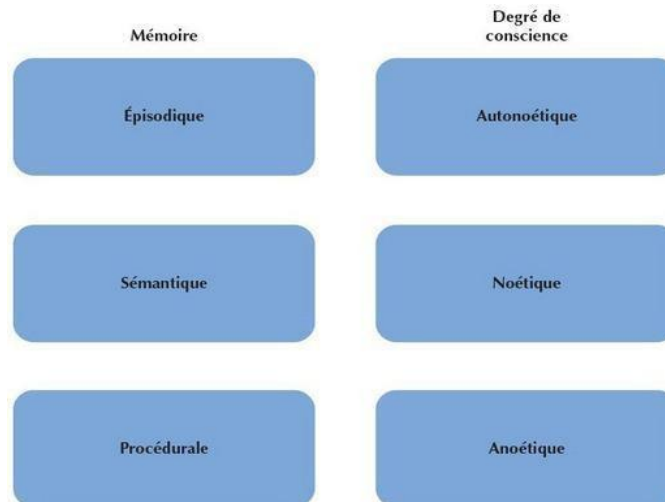 Mémoire
Degré de
conscience
Épisodique
Autonoétique
Sémantique
Noétique
Procédurale
Anoétique